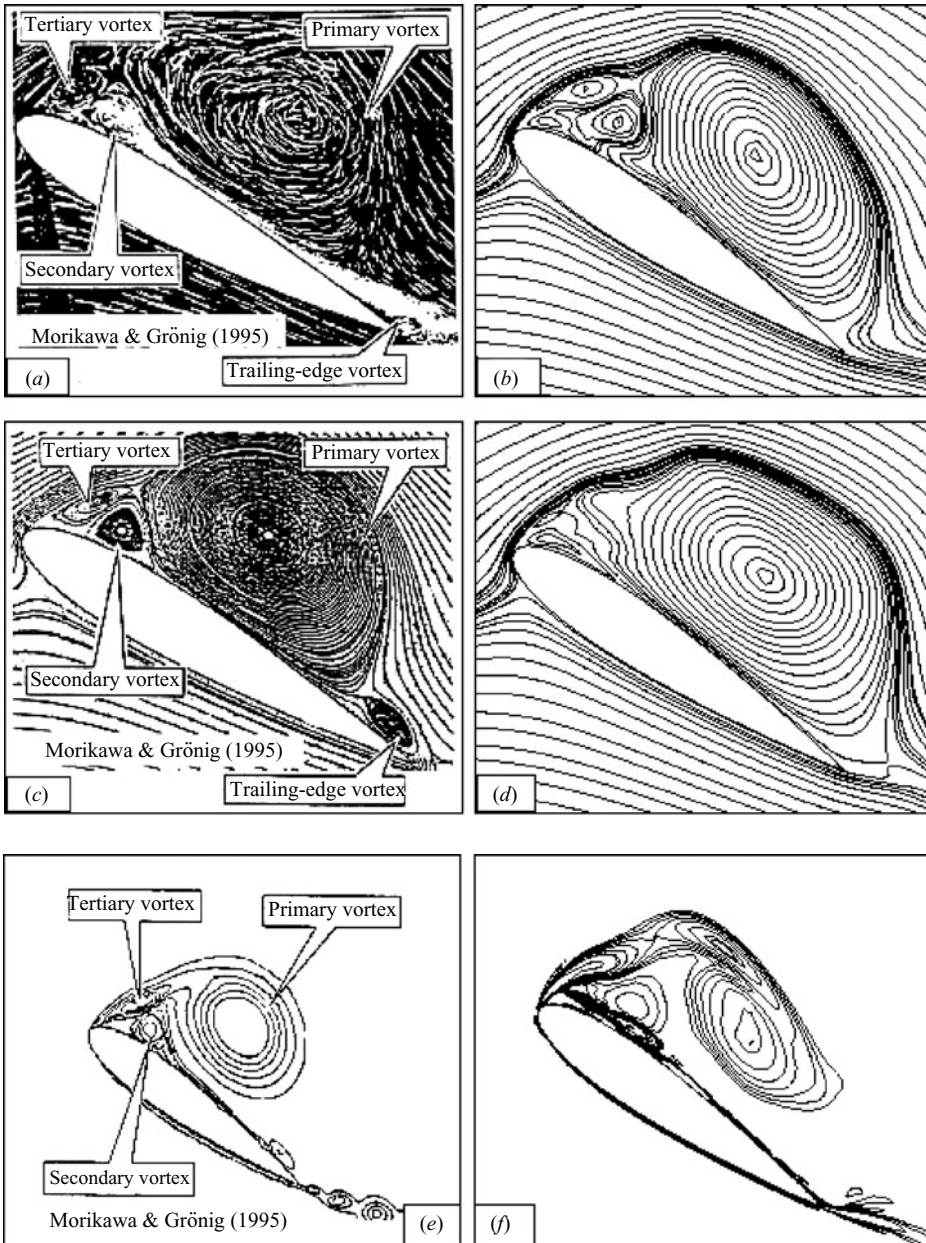 Tertiary vortex
Primary vortex
Secondary vortex
Morikawa & Grönig (1995)
Trailing-edge vortex
(a)
(b)
Tertiary vortex
Primary vortex
Secondary vortex
Morikawa & Grönig (1995)
Trailing-edge vortex
(c)
(d)
Tertiary vortex
Primary vortex
Secondary vortex
Morikawa & Grönig (1995)
(e)
(f)